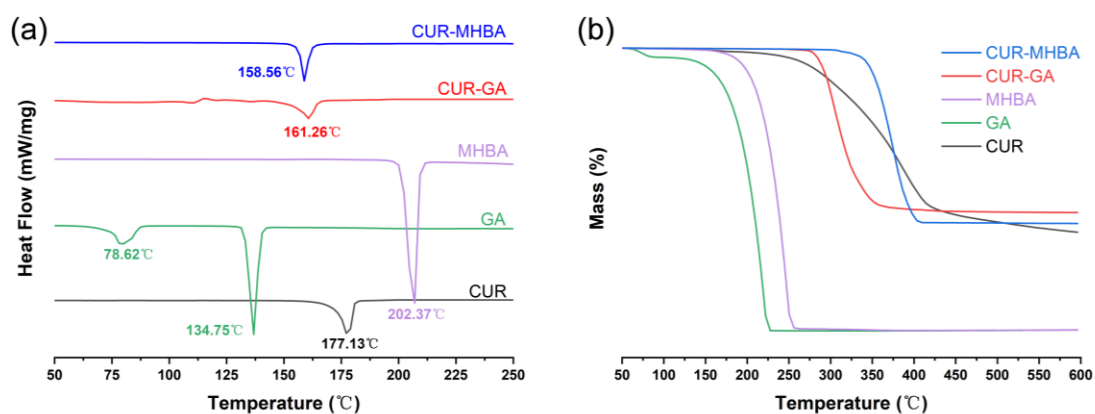 (a)
CUR-MHBA
158.56℃
CUR-GA
161.26℃
MHBA
202.37℃
GA
78.62℃
134.75℃
CUR
177.13℃
Heat Flow (mW/mg)
50 75 100 125 150 175 200 225 250
Temperature (℃)
(b)
CUR-MHBA
CUR-GA
MHBA
GA
CUR
Mass (%)
50 100 150 200 250 300 350 400 450 500 550 600
Temperature (℃)